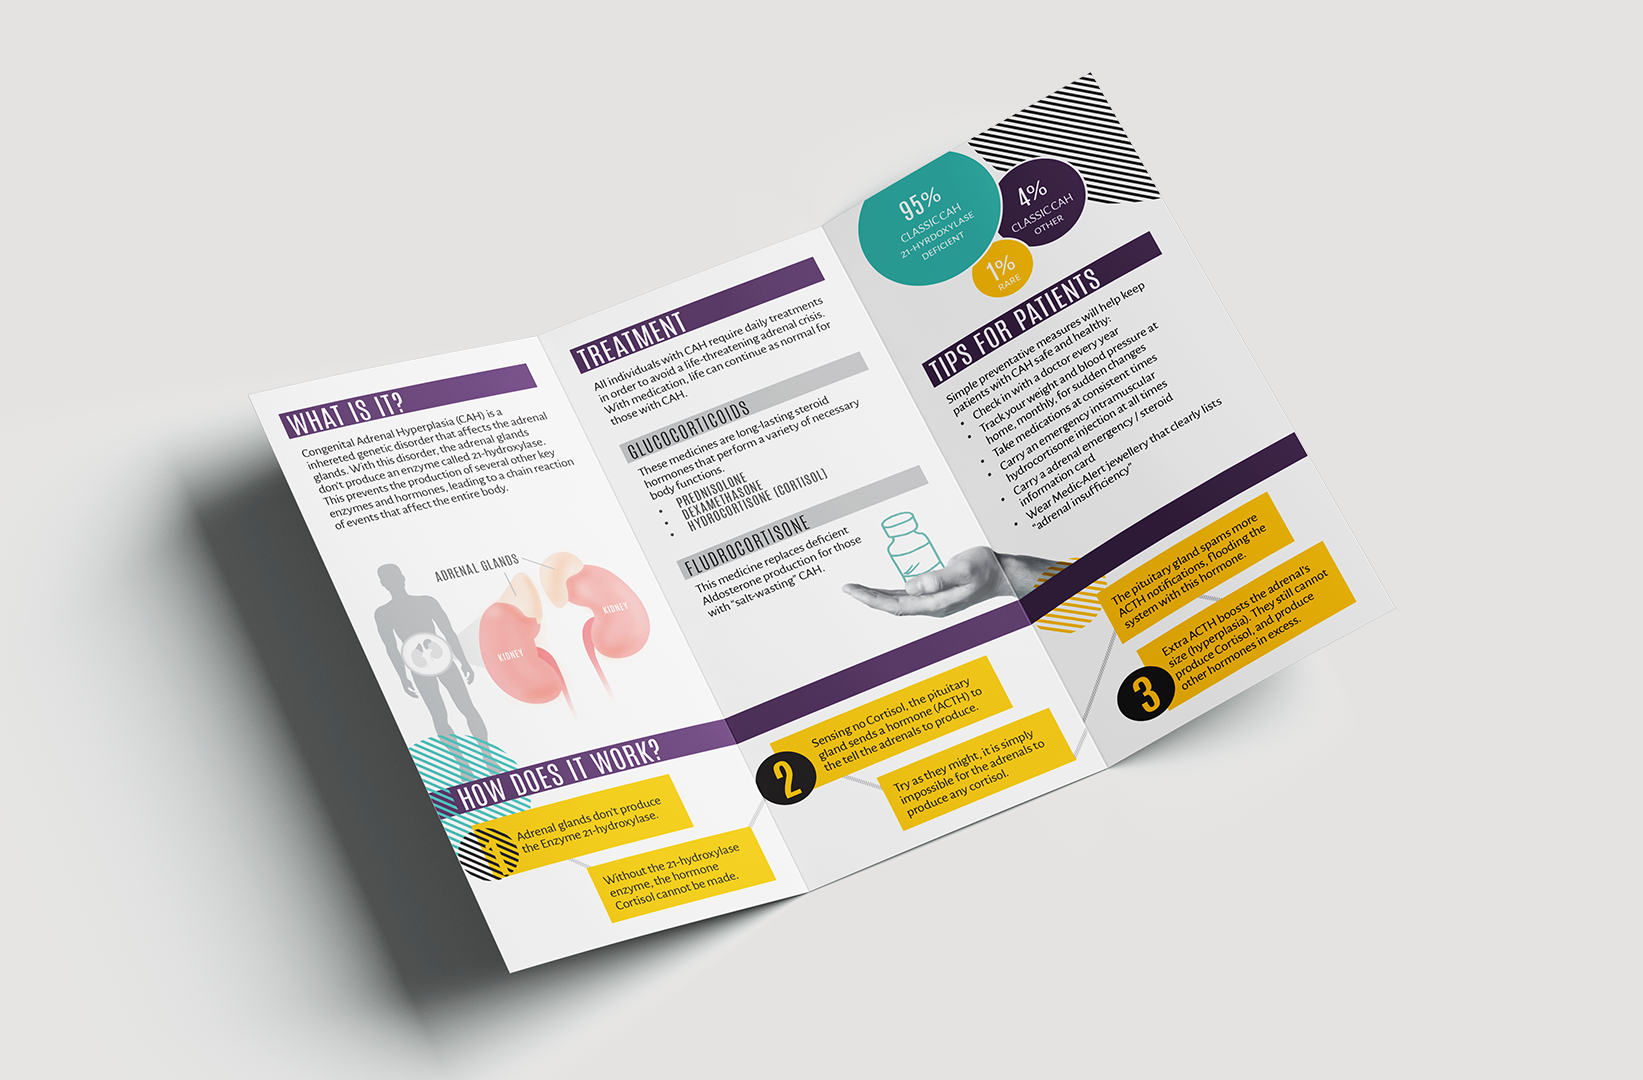 WHAT IS IT?
Congenital Adrenal Hyperplasia (CAH) is a
inhereted genetic disorder that affects the adrenal
glands. With this disorder, the adrenal glands
don't produce an enzyme called 21-hydroxylase.
This prevents the production of several other key
enzymes and hormones, leading to a chain reaction
of events that affect the entire body.
ADRENAL GLANDS
KIDNEY
KIDNEY
HOW DOES IT WORK?
1
Adrenal glands don't produce
the Enzyme 21-hydroxylase.
Without the 21-hydroxylase
enzyme, the hormone
Cortisol cannot be made.
TREATMENT
All individuals with CAH require daily treatments
in order to avoid a life-threatening adrenal crisis.
With medication, life can continue as normal for
those with CAH.
GLUCOCORTICOIDS
These medicines are long-lasting steroid
hormones that perform a variety of necessary
body functions.
• PREDNISOLONE
• DEXAMETHASONE
• HYDROCORTISONE (CORTISOL)
FLUDROCORTISONE
This medicine replaces deficient
Aldosterone production for those
with "salt-wasting" CAH.
2
Sensing no Cortisol, the pituitary
gland sends a hormone (ACTH) to
the tell the adrenals to produce.
Try as they might, it is simply
impossible for the adrenals to
produce any cortisol.
95%
CLASSIC CAH
21-HYRDOXYLASE
DEFICIENT
4%
CLASSIC CAH
OTHER
1%
RARE
TIPS FOR PATIENTS
Simple preventative measures will help keep
patients with CAH safe and healthy:
• Check in with a doctor every year
• Track your weight and blood pressure at
home, monthly, for sudden changes
• Take medications at consistent times
• Carry an emergency intramuscular
hydrocortisone injection at all times
• Carry a adrenal emergency / steroid
information card
• Wear Medic-Alert jewellery that clearly lists
"adrenal insufficiency"
The pituitary gland spams more
ACTH notifications, flooding the
system with this hormone.
3
Extra ACTH boosts the adrenal's
size (hyperplasia). They still cannot
produce Cortisol, and produce
other hormones in excess.